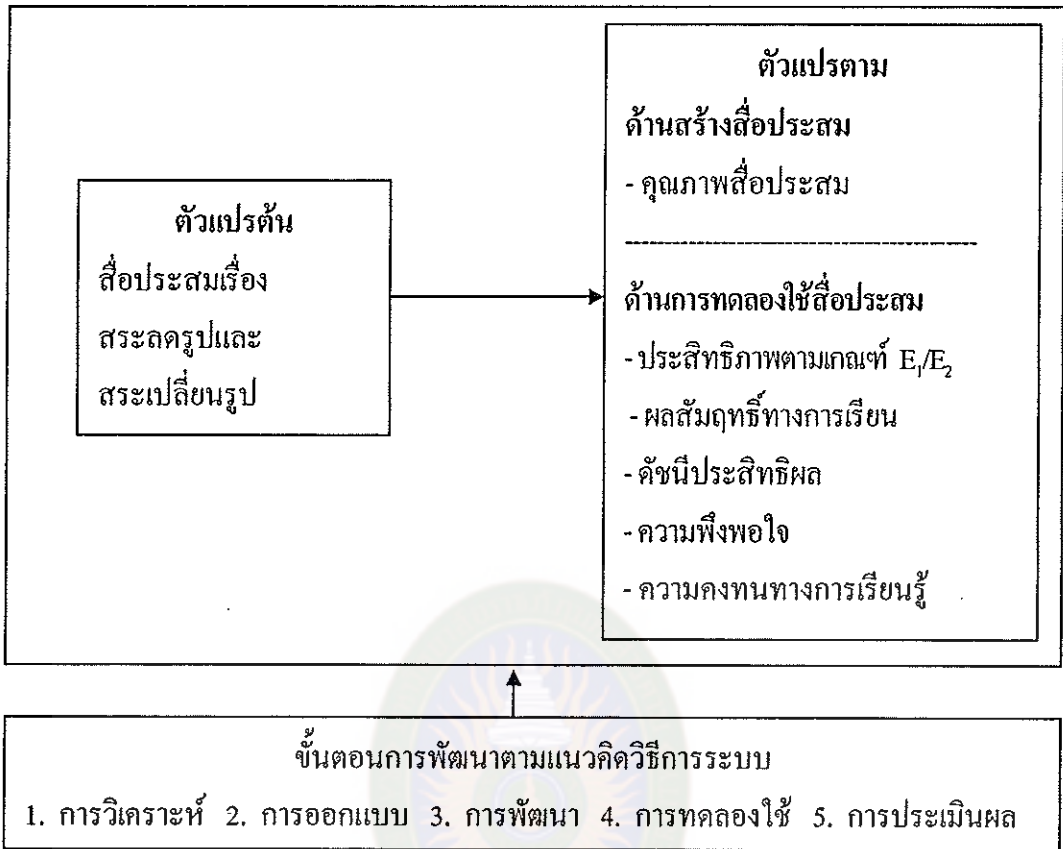 ตัวแปรต้น
สื่อประสมเรื่อง
สระลดรูปและ
สระเปลี่ยนรูป
ตัวแปรตาม
ด้านสร้างสื่อประสม
- คุณภาพสื่อประสม
ด้านการทดลองใช้สื่อประสม
- ประสิทธิภาพตามเกณฑ์ E₁/E₂
- ผลสัมฤทธิ์ทางการเรียน
- ดัชนีประสิทธิผล
- ความพึงพอใจ
- ความคงทนทางการเรียนรู้
ขั้นตอนการพัฒนาตามแนวคิดวิธีการระบบ
1. การวิเคราะห์ 2. การออกแบบ 3. การพัฒนา 4. การทดลองใช้ 5. การประเมินผล